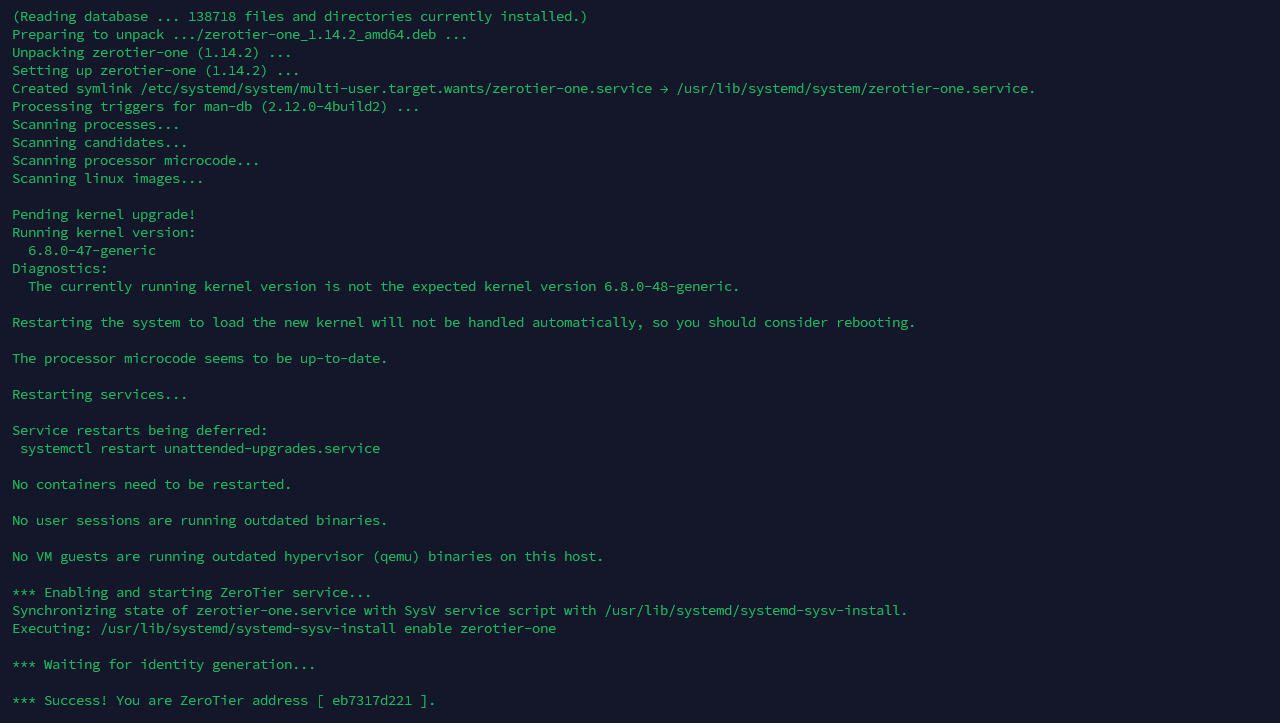 (Reading database ... 138718 files and directories currently installed.)
Preparing to unpack .../zerotier-one_1.14.2_amd64.deb ...
Unpacking zerotier-one (1.14.2) ...
Setting up zerotier-one (1.14.2) ...
Created symlink /etc/systemd/system/multi-user.target.wants/zerotier-one.service → /usr/lib/systemd/system/zerotier-one.service.
Processing triggers for man-db (2.12.0-4build2) ...
Scanning processes...
Scanning candidates...
Scanning processor microcode...
Scanning linux images...

Pending kernel upgrade!
Running kernel version:
  6.8.0-47-generic
Diagnostics:
  The currently running kernel version is not the expected kernel version 6.8.0-48-generic.

Restarting the system to load the new kernel will not be handled automatically, so you should consider rebooting.

The processor microcode seems to be up-to-date.

Restarting services...

Service restarts being deferred:
 systemctl restart unattended-upgrades.service

No containers need to be restarted.

No user sessions are running outdated binaries.

No VM guests are running outdated hypervisor (qemu) binaries on this host.

*** Enabling and starting ZeroTier service...
Synchronizing state of zerotier-one.service with SysV service script with /usr/lib/systemd/systemd-sysv-install.
Executing: /usr/lib/systemd/systemd-sysv-install enable zerotier-one

*** Waiting for identity generation...

*** Success! You are ZeroTier address [ eb7317d221 ].